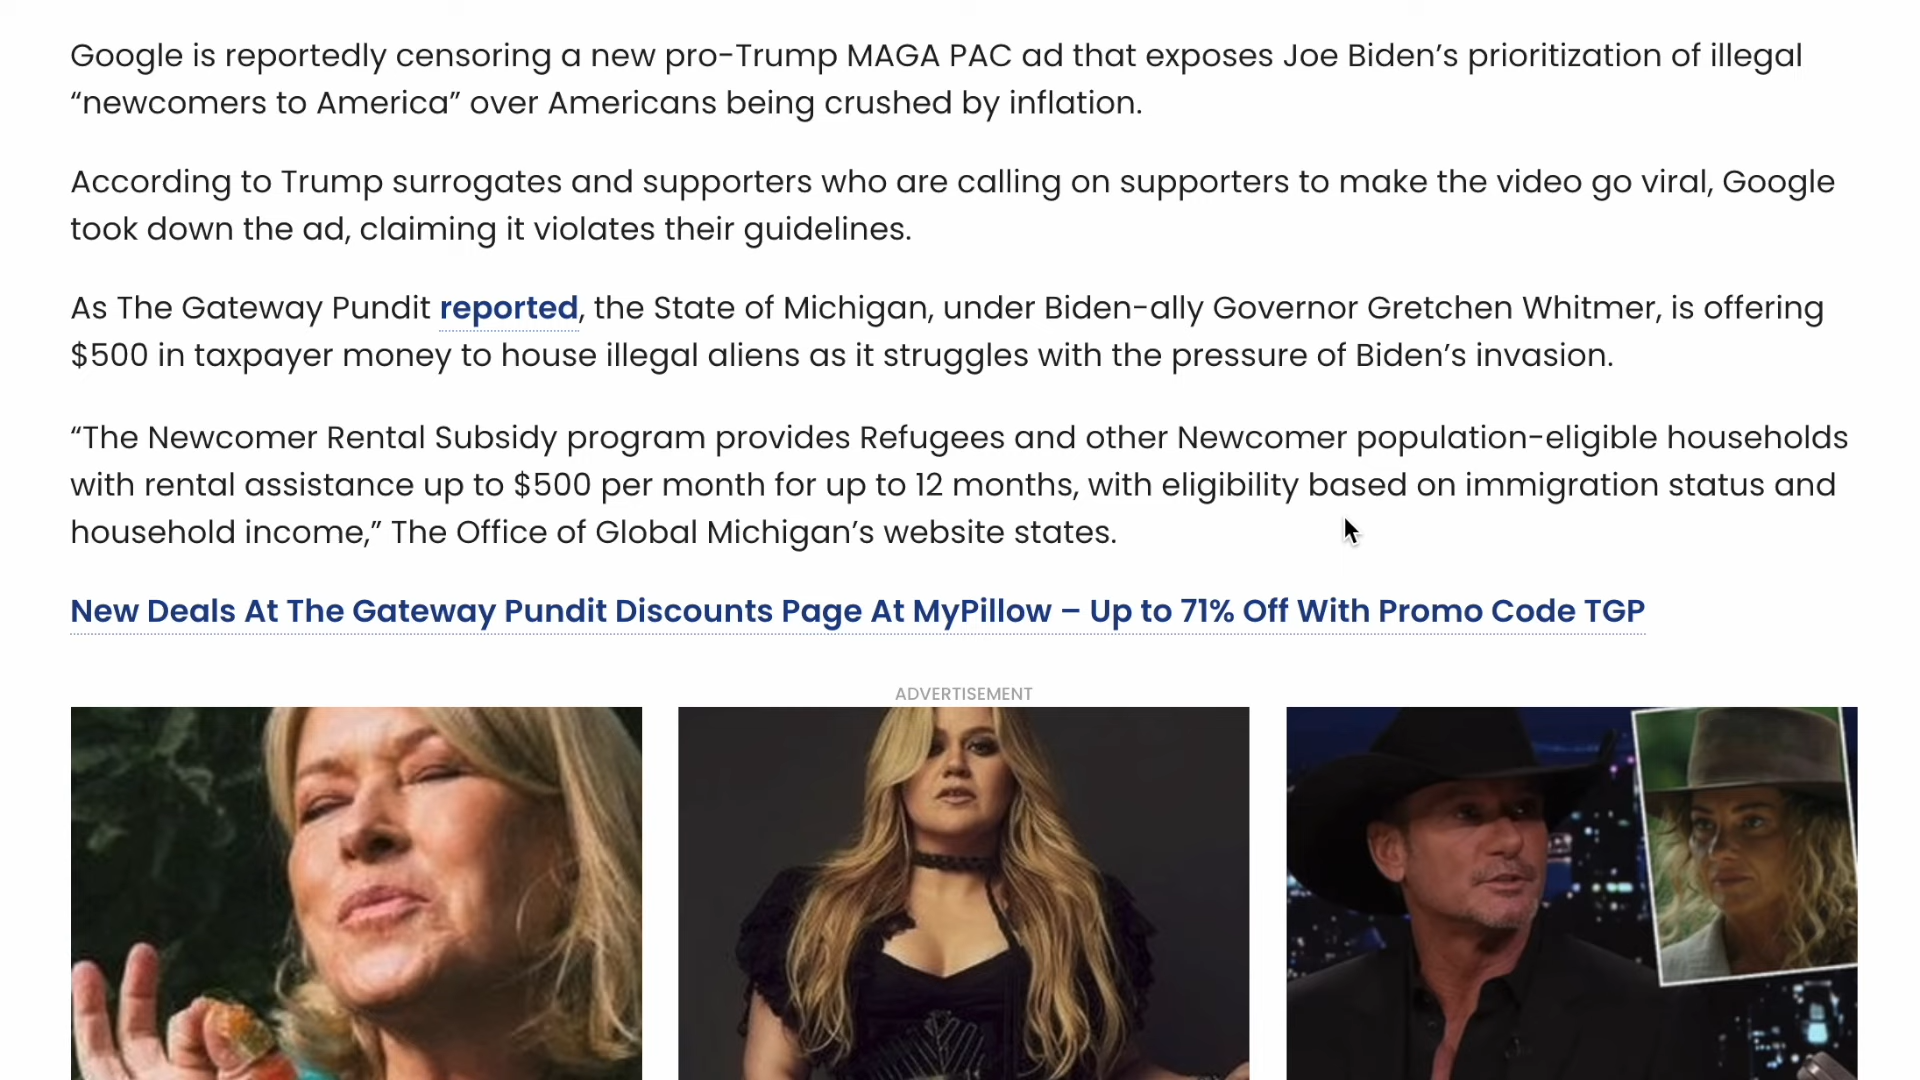 Google is reportedly censoring a new pro-Trump MAGA PAC ad that exposes Joe Biden’s prioritization of illegal
“newcomers to America” over Americans being crushed by inflation.
According to Trump surrogates and supporters who are calling on supporters to make the video go viral, Google
took down the ad, claiming it violates their guidelines.
As The Gateway Pundit reported, the State of Michigan, under Biden-ally Governor Gretchen Whitmer, is offering
$500 in taxpayer money to house illegal aliens as it struggles with the pressure of Biden’s invasion.
“The Newcomer Rental Subsidy program provides Refugees and other Newcomer population-eligible households
with rental assistance up to $500 per month for up to 12 months, with eligibility based on immigration status and
household income,” The Office of Global Michigan’s website states.
New Deals At The Gateway Pundit Discounts Page At MyPillow – Up to 71% Off With Promo Code TGP
ADVERTISEMENT